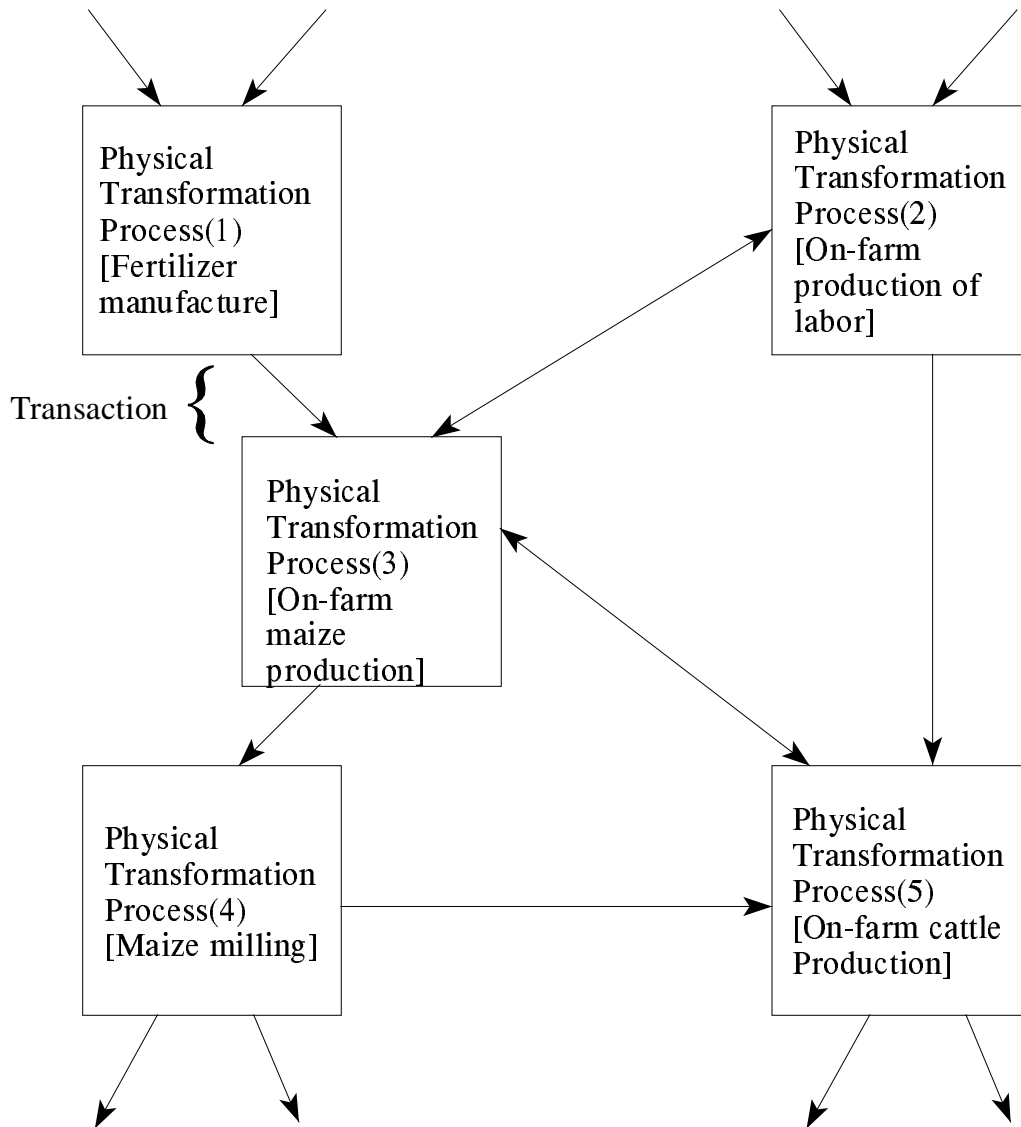 Physical
Transformation
Process(1)
[Fertilizer
manufacture]
Physical
Transformation
Process(2)
[On-farm
production of
labor]
Transaction {
Physical
Transformation
Process(3)
[On-farm
maize
production]
Physical
Transformation
Process(4)
[Maize milling]
Physical
Transformation
Process(5)
[On-farm cattle
Production]